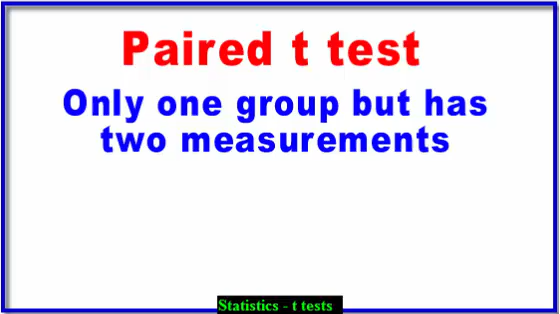 Paired t test
Only one group but has
two measurements
Statistics - t tests